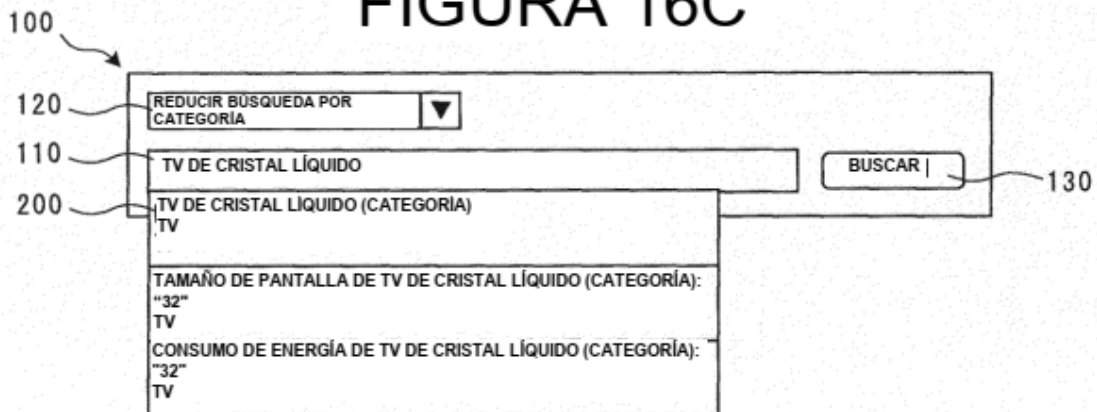 FIGURA 16C
100
120
REDUCIR BÚSQUEDA POR
CATEGORÍA
▼
110
TV DE CRISTAL LÍQUIDO
BUSCAR |
130
200
TV DE CRISTAL LÍQUIDO (CATEGORÍA)
TV
TAMAÑO DE PANTALLA DE TV DE CRISTAL LÍQUIDO (CATEGORÍA):
“32"
TV
CONSUMO DE ENERGÍA DE TV DE CRISTAL LÍQUIDO (CATEGORÍA):
"32"
TV